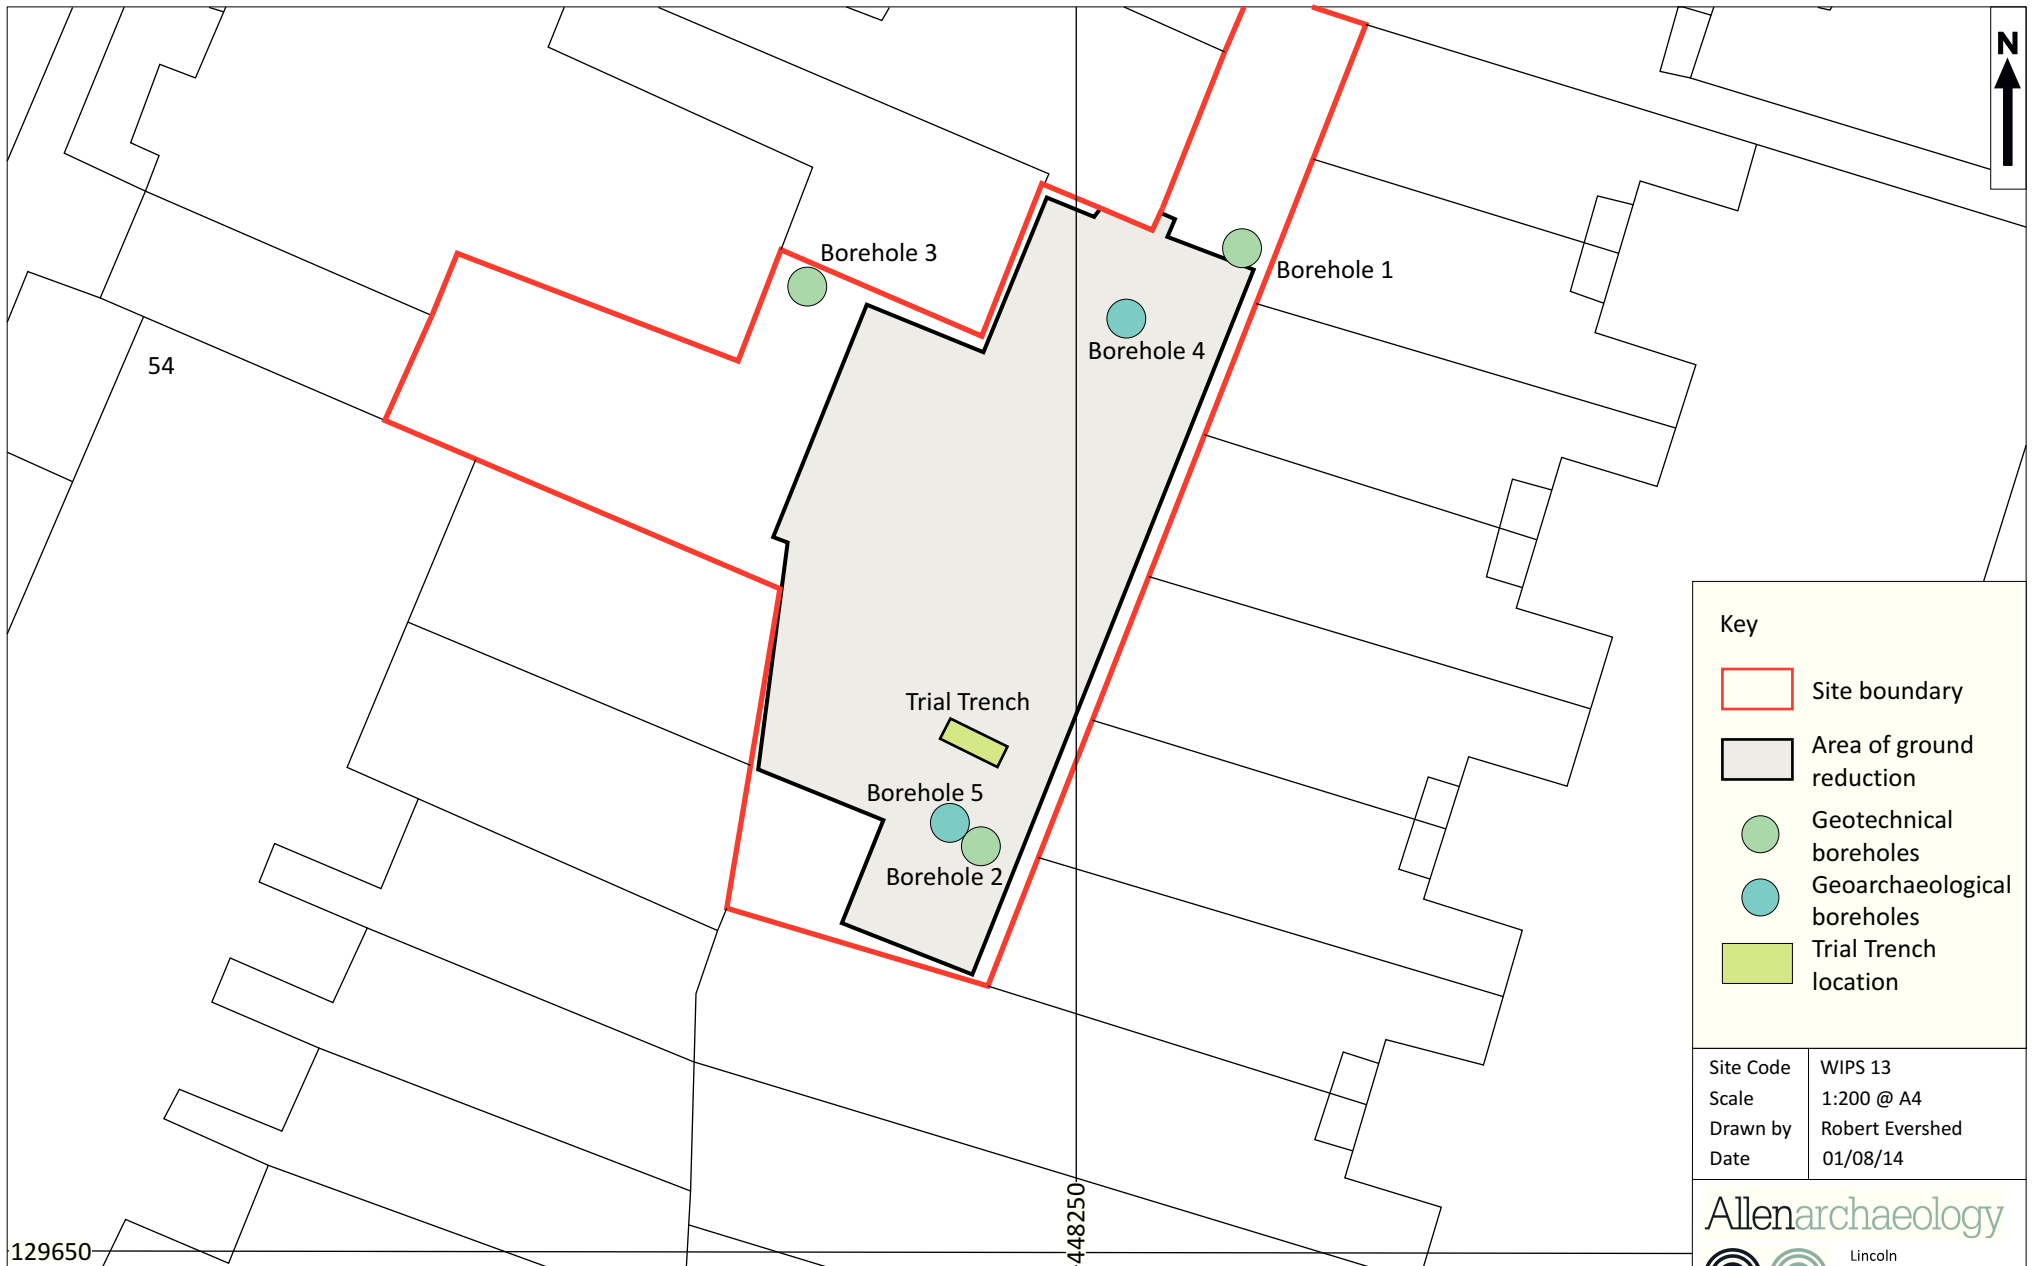 N
Borehole 3
Borehole 1
Borehole 4
54
Trial Trench
Borehole 5
Borehole 2
448250
129650
Key
Site boundary
Area of ground
reduction
Geotechnical
boreholes
Geoarchaeological
boreholes
Trial Trench
location
Site Code WIPS 13
Scale 1:200 @ A4
Drawn by Robert Evershed
Date 01/08/14
Allenarchaeology
Lincoln